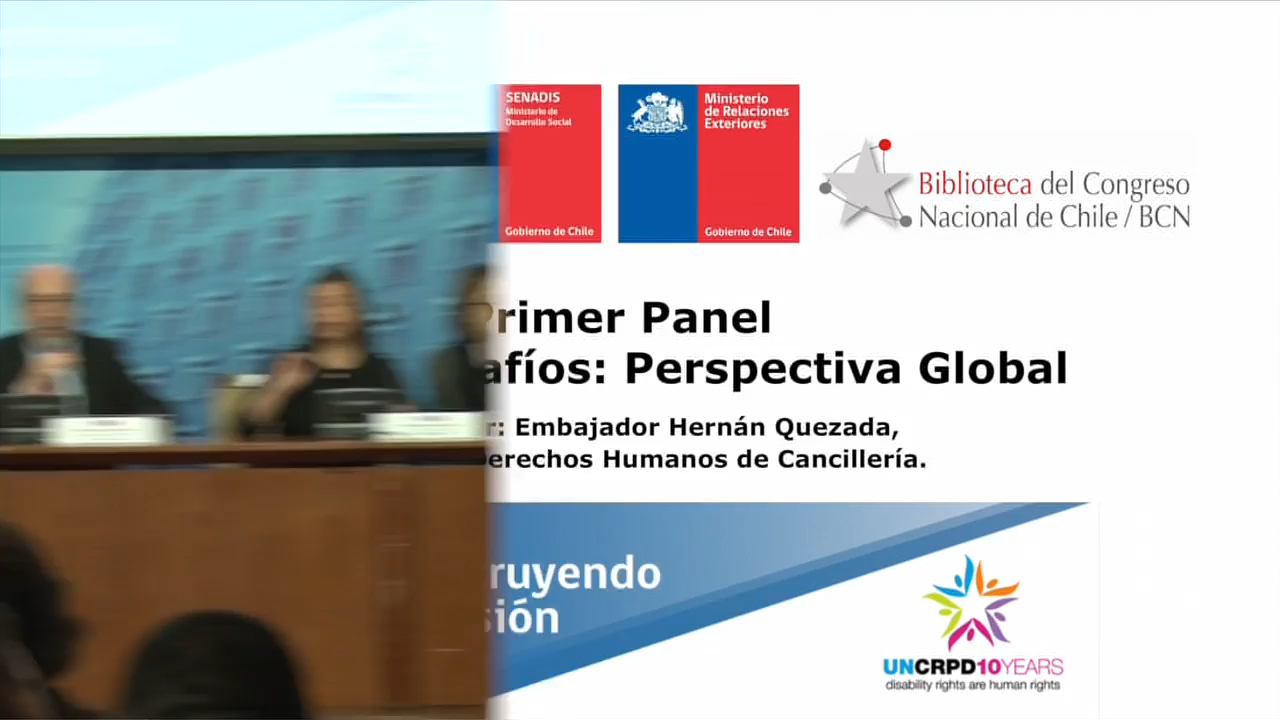 SENADIS
Ministerio de
Desarrollo Social
Gobierno de Chile
Ministerio
de Relaciones
Exteriores
Gobierno de Chile
Biblioteca del Congreso
Nacional de Chile / BCN
Primer Panel
afíos: Perspectiva Global
r: Embajador Hernán Quezada,
Derechos Humanos de Cancillería.
ruyendo
sión
UNCRPD10YEARS
disability rights are human rights